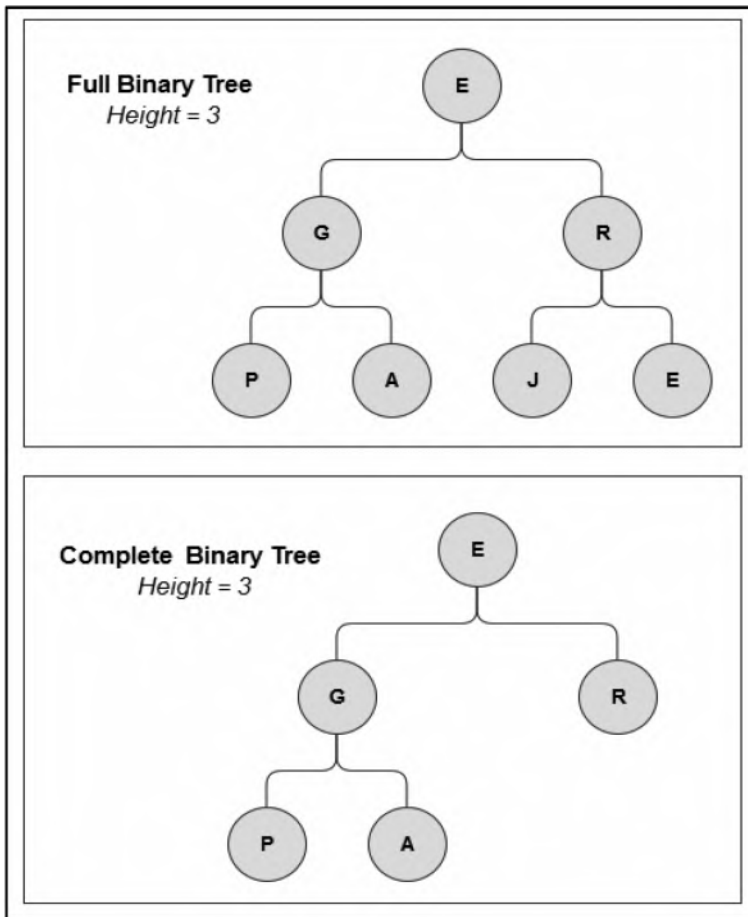 Full Binary Tree
Height = 3
E
G
R
P
A
J
E
Complete Binary Tree
Height = 3
E
G
R
P
A